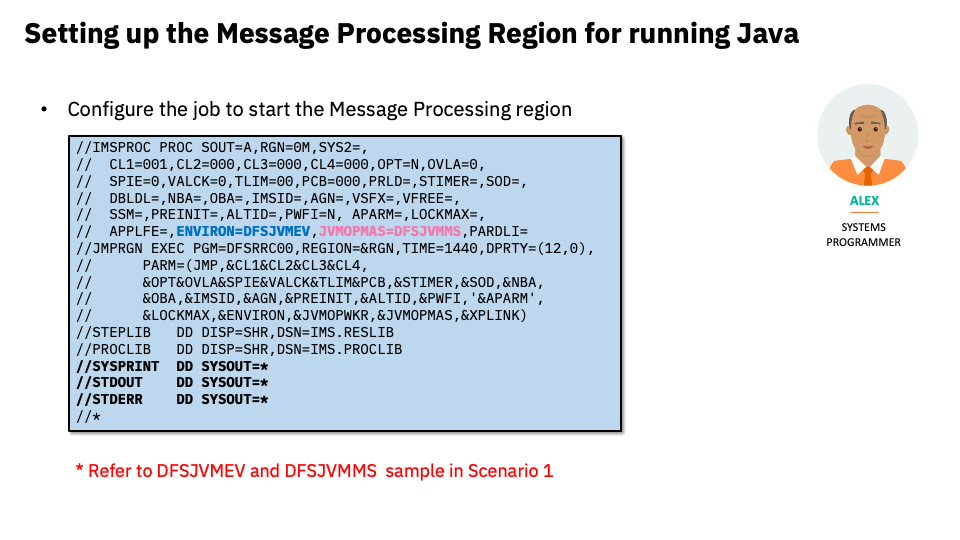 Setting up the Message Processing Region for running Java
• Configure the job to start the Message Processing region
//IMSPROC PROC SOUT=A,RGN=0M,SYS2=,
//  CL1=001,CL2=000,CL3=000,CL4=000,OPT=N,OVLA=0,
//  SPIE=0,VALCK=0,TLIM=00,PCB=000,PRLD=,STIMER=,SOD=,
//  DBLDL=,NBA=,OBA=,IMSID=,AGN=,VSFX=,VFREE=,
//  SSM=,PREINIT=,ALTID=,PWFI=N, APARM=,LOCKMAX=,
//  APPLFE=,ENVIRON=DFSJVMEV,JVMOPMAS=DFSJVMMS,PARDLI=
//JMPRGN EXEC PGM=DFSRRC00,REGION=&RGN,TIME=1440,DPRTY=(12,0),
//      PARM=(JMP,&CL1&CL2&CL3&CL4,
//      &OPT&OVLA&SPIE&VALCK&TLIM&PCB,&STIMER,&SOD,&NBA,
//      &OBA,&IMSID,&AGN,&PREINIT,&ALTID,&PWFI,'&APARM',
//      &LOCKMAX,&ENVIRON,&JVMOPWKR,&JVMOPMAS,&XPLINK)
//STEPLIB   DD DISP=SHR,DSN=IMS.RESLIB
//PROCLIB   DD DISP=SHR,DSN=IMS.PROCLIB
//SYSPRINT  DD SYSOUT=*
//STDOUT    DD SYSOUT=*
//STDERR    DD SYSOUT=*
//*
* Refer to DFSJVMEV and DFSJVMMS  sample in Scenario 1
ALEX
SYSTEMS
PROGRAMMER